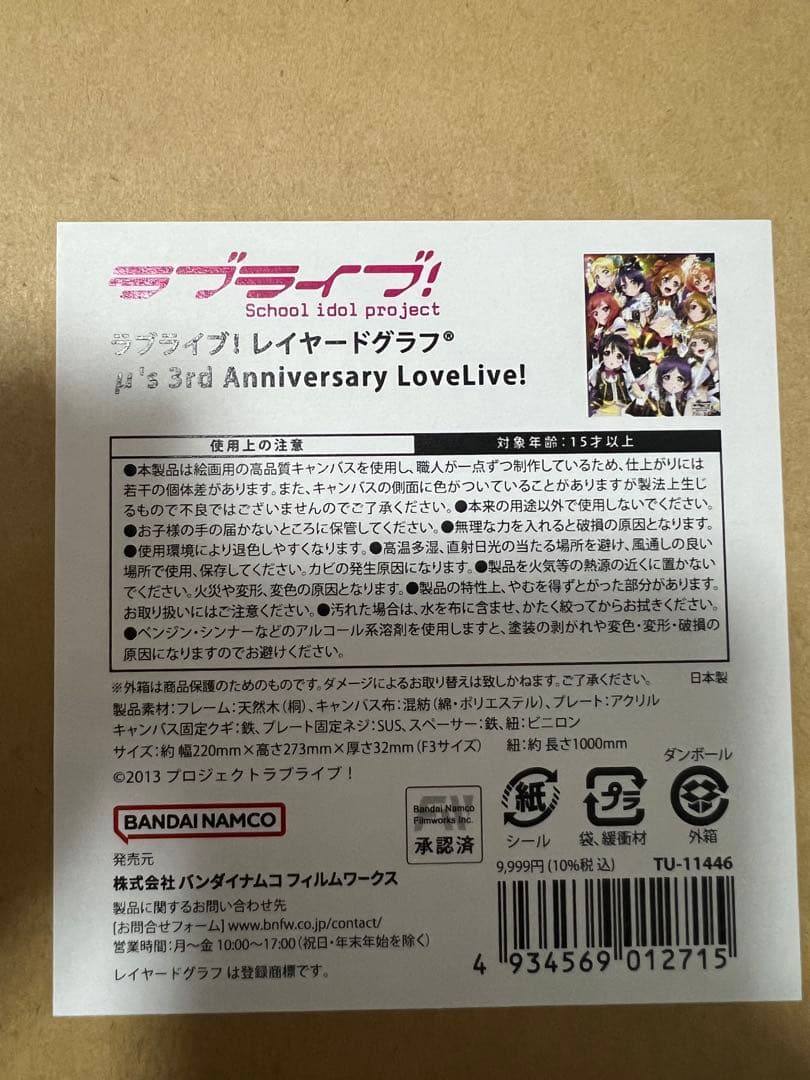 ラブライブ!
School idol project
ラブライブ! レイヤードグラフ®
μ's 3rd Anniversary LoveLive!
使用上の注意
対象年齢:15才以上
●本製品は絵画用の高品質キャンバスを使用し、職人が一点ずつ制作しているため、仕上がりには
若干の個体差があります。また、キャンバスの側面に色がついていることがありますが製法上生じ
るもので不良ではございませんのでご了承ください。●本来の用途以外で使用しないでください。
●お子様の手の届かないところに保管してください。●無理な力を入れると破損の原因となります。
●使用環境により退色しやすくなります。●高温多湿、直射日光の当たる場所を避け、風通しの良い
場所で使用、保存してください。カビの発生原因になります。●製品を火気等の熱源の近くに置かない
でください。火災や変形、変色の原因となります。●製品の特性上、やむを得ずとがった部分があります。
お取り扱いにはご注意ください。●汚れた場合は、水を布に含ませ、かたく絞ってからお拭きください。
●ベンジン・シンナーなどのアルコール系溶剤を使用しますと、塗装の剥がれや変色・変形・破損の
原因になりますのでお避けください。
※外箱は商品保護のためのものです。ダメージによるお取り替えは致しかねます。ご了承ください。
日本製
製品素材:フレーム:天然木(桐)、キャンバス布:混紡(綿・ポリエステル)、プレート:アクリル
キャンバス固定クギ:鉄、プレート固定ネジ:SUS、スペーサー:鉄、紐:ビニロン
サイズ:約 幅220mm×高さ273mm×厚さ32mm(F3サイズ) 紐:約 長さ1000mm
©2013 プロジェクトラブライブ!
ダンボール
紙
プラ
シール
袋、緩衝材
外箱
BANDAI NAMCO
Bandai Namco
Filmworks Inc.
承認済
発売元
株式会社 バンダイナムコ フィルムワークス
製品に関するお問い合わせ先
[お問合せフォーム] www.bnfw.co.jp/contact/
営業時間:月〜金 10:00〜17:00(祝日・年末年始を除く)
レイヤードグラフ は登録商標です。
9,999円(10%税込)
TU-11446
4 934569 012715